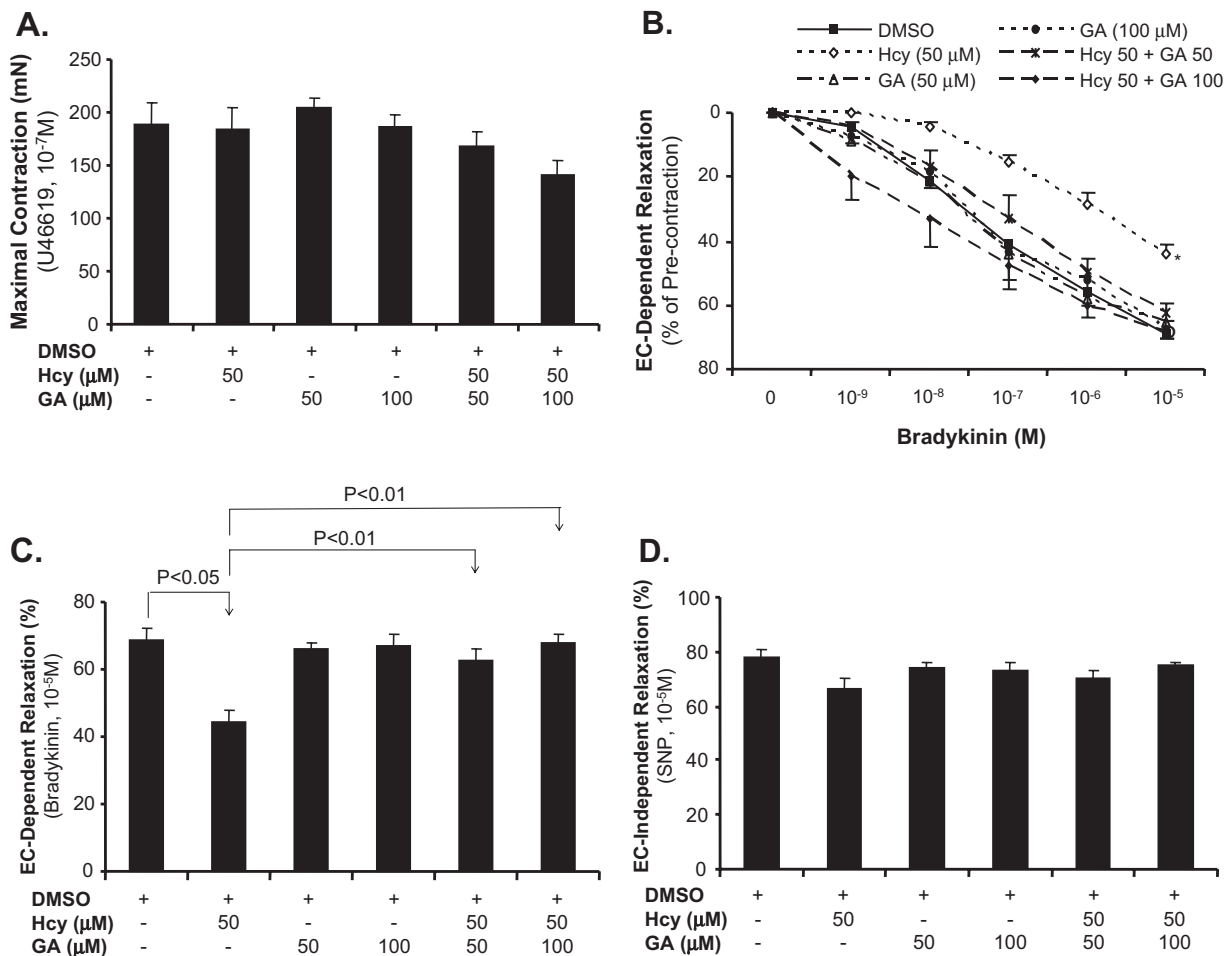 A.
Maximal Contraction (mN)
(U46619, 10-7M)
250
200
150
100
50
0
DMSO + + + + + +
Hcy (µM) - 50 - - 50 50
GA (µM) - - 50 100 50 100
B.
DMSO
Hcy (50 µM)
GA (50 µM)
GA (100 µM)
Hcy 50 + GA 50
Hcy 50 + GA 100
EC-Dependent Relaxation
(% of Pre-contraction)
0
20
40
60
80
*
0 10-9 10-8 10-7 10-6 10-5
Bradykinin (M)
C.
P<0.01
P<0.01
P<0.05
EC-Dependent Relaxation (%)
(Bradykinin, 10-5M)
80
60
40
20
0
DMSO + + + + + +
Hcy (µM) - 50 - - 50 50
GA (µM) - - 50 100 50 100
D.
EC-Independent Relaxation (%)
(SNP, 10-5M)
100
80
60
40
20
0
DMSO + + + + + +
Hcy (µM) - 50 - - 50 50
GA (µM) - - 50 100 50 100